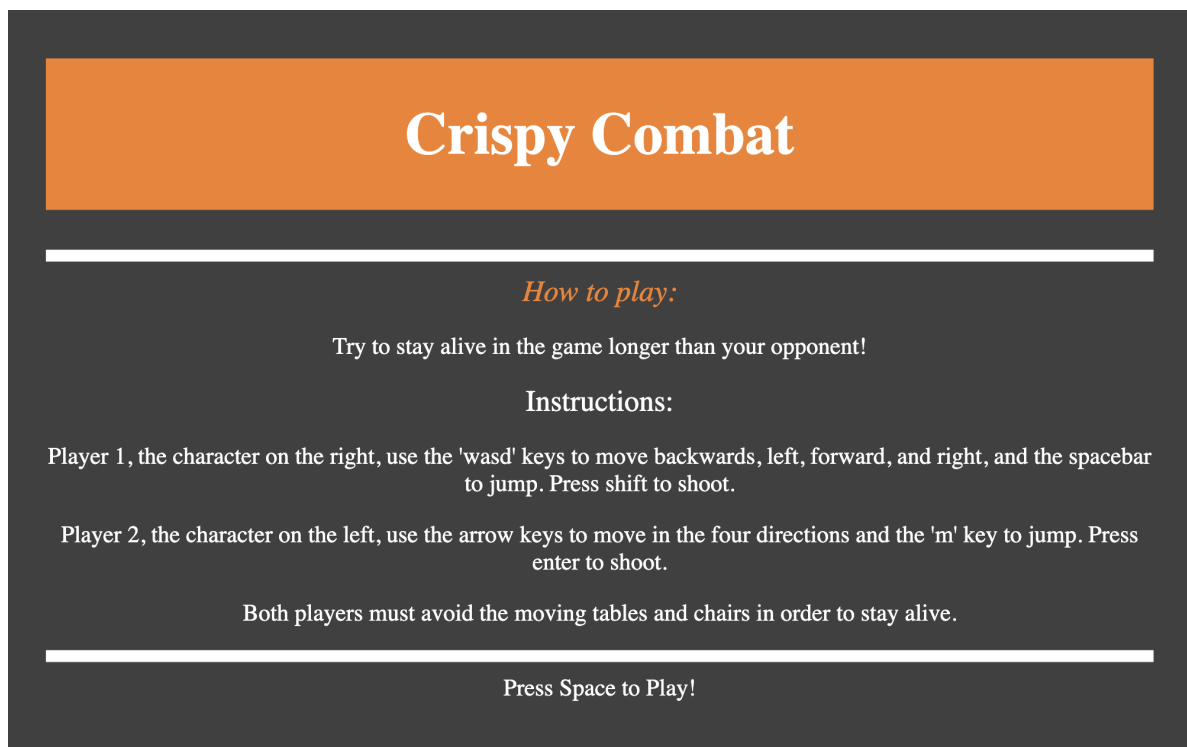 Crispy Combat
How to play:
Try to stay alive in the game longer than your opponent!
Instructions:
Player 1, the character on the right, use the 'wasd' keys to move backwards, left, forward, and right, and the spacebar
to jump. Press shift to shoot.
Player 2, the character on the left, use the arrow keys to move in the four directions and the 'm' key to jump. Press
enter to shoot.
Both players must avoid the moving tables and chairs in order to stay alive.
Press Space to Play!